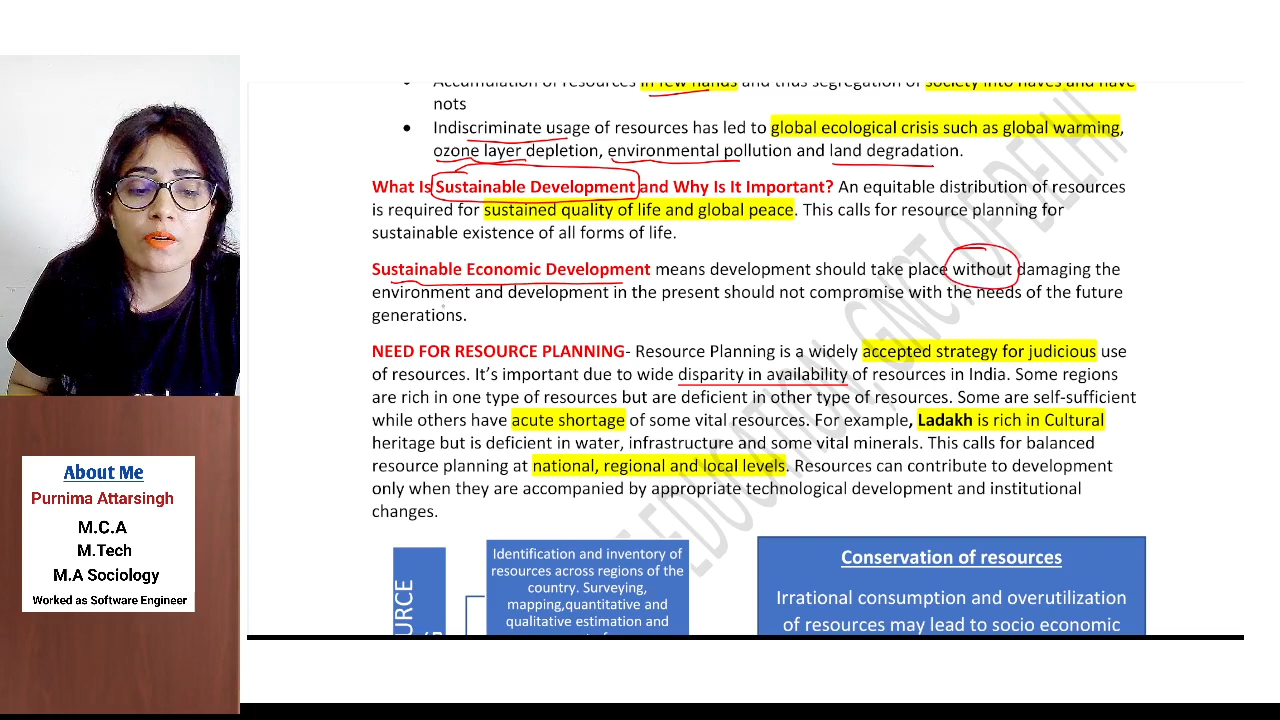 Accumulation of resources in few hands and thus segregation of society into haves and have
nots
• Indiscriminate usage of resources has led to global ecological crisis such as global warming,
ozone layer depletion, environmental pollution and land degradation.
What Is Sustainable Development and Why Is It Important? An equitable distribution of resources
is required for sustained quality of life and global peace. This calls for resource planning for
sustainable existence of all forms of life.
Sustainable Economic Development means development should take place without damaging the
environment and development in the present should not compromise with the needs of the future
generations.
NEED FOR RESOURCE PLANNING- Resource Planning is a widely accepted strategy for judicious use
of resources. It’s important due to wide disparity in availability of resources in India. Some regions
are rich in one type of resources but are deficient in other type of resources. Some are self-sufficient
while others have acute shortage of some vital resources. For example, Ladakh is rich in Cultural
heritage but is deficient in water, infrastructure and some vital minerals. This calls for balanced
resource planning at national, regional and local levels. Resources can contribute to development
only when they are accompanied by appropriate technological development and institutional
changes.
Identification and inventory of
resources across regions of the
country. Surveying,
mapping,quantitative and
qualitative estimation and
Conservation of resources
Irrational consumption and overutilization
of resources may lead to socio economic
EDUCATION, GNCT OF DELHI
About Me
Purnima Attarsingh
M.C.A
M.Tech
M.A Sociology
Worked as Software Engineer